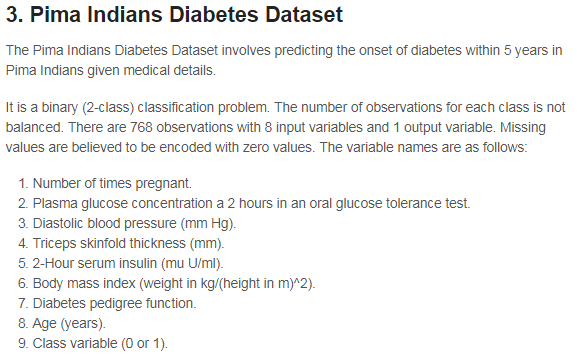 3. Pima Indians Diabetes Dataset
The Pima Indians Diabetes Dataset involves predicting the onset of diabetes within 5 years in
Pima Indians given medical details.
It is a binary (2-class) classification problem. The number of observations for each class is not
balanced. There are 768 observations with 8 input variables and 1 output variable. Missing
values are believed to be encoded with zero values. The variable names are as follows:
1. Number of times pregnant.
2. Plasma glucose concentration a 2 hours in an oral glucose tolerance test.
3. Diastolic blood pressure (mm Hg).
4. Triceps skinfold thickness (mm).
5. 2-Hour serum insulin (mu U/ml).
6. Body mass index (weight in kg/(height in m)^2).
7. Diabetes pedigree function.
8. Age (years).
9. Class variable (0 or 1).